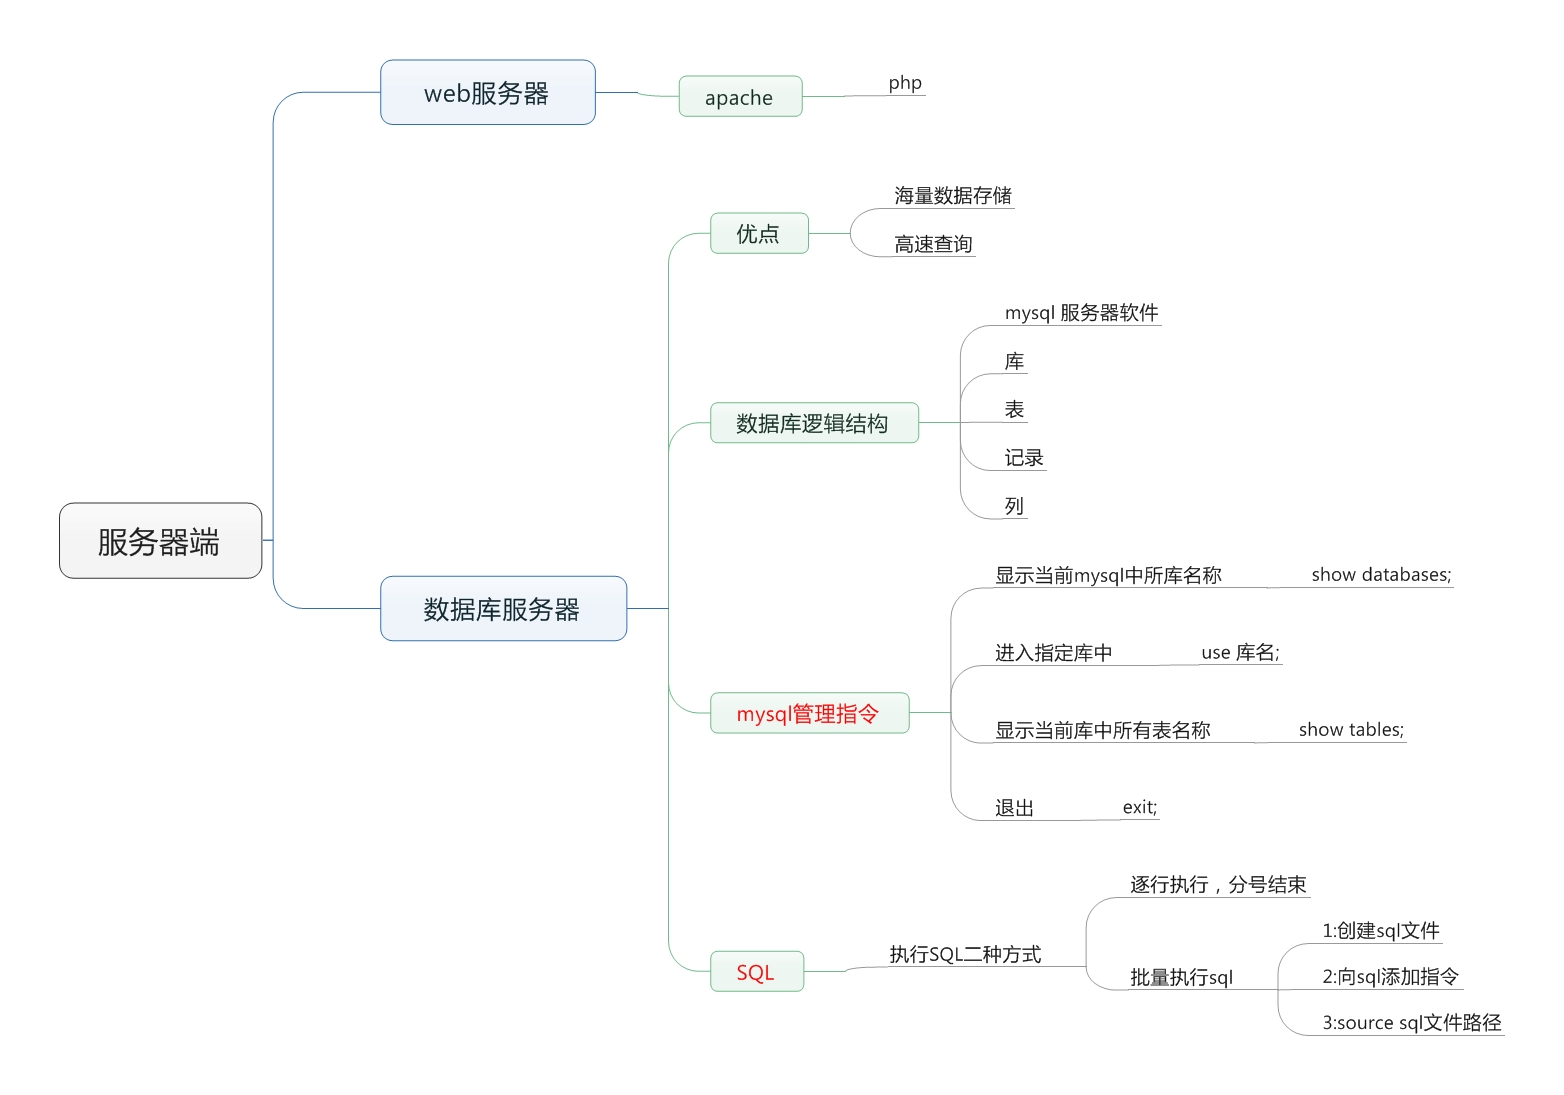 web服务器
apache
php
优点
海量数据存储
高速查询
数据库逻辑结构
mysql 服务器软件
库
表
记录
列
服务器端
数据库服务器
mysql管理指令
显示当前mysql中所库名称
show databases;
进入指定库中
use 库名;
显示当前库中所有表名称
show tables;
退出
exit;
SQL
执行SQL二种方式
逐行执行，分号结束
批量执行sql
1:创建sql文件
2:向sql添加指令
3:source sql文件路径